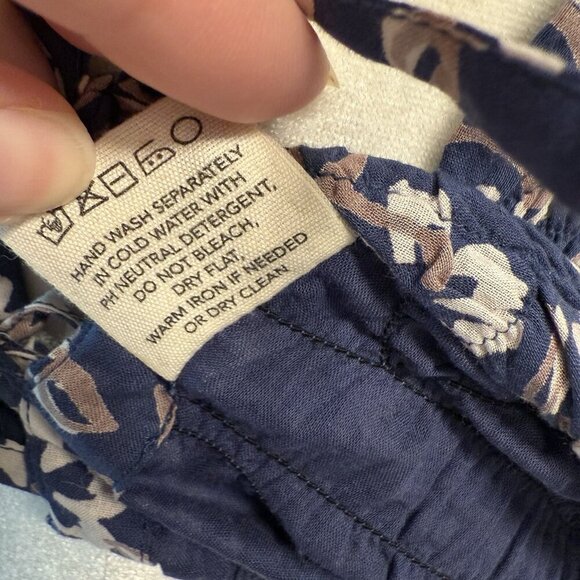 HAND WASH SEPARATELY
IN COLD WATER WITH
PH NEUTRAL DETERGENT,
DO NOT BLEACH,
DRY FLAT,
WARM IRON IF NEEDED
OR DRY CLEAN